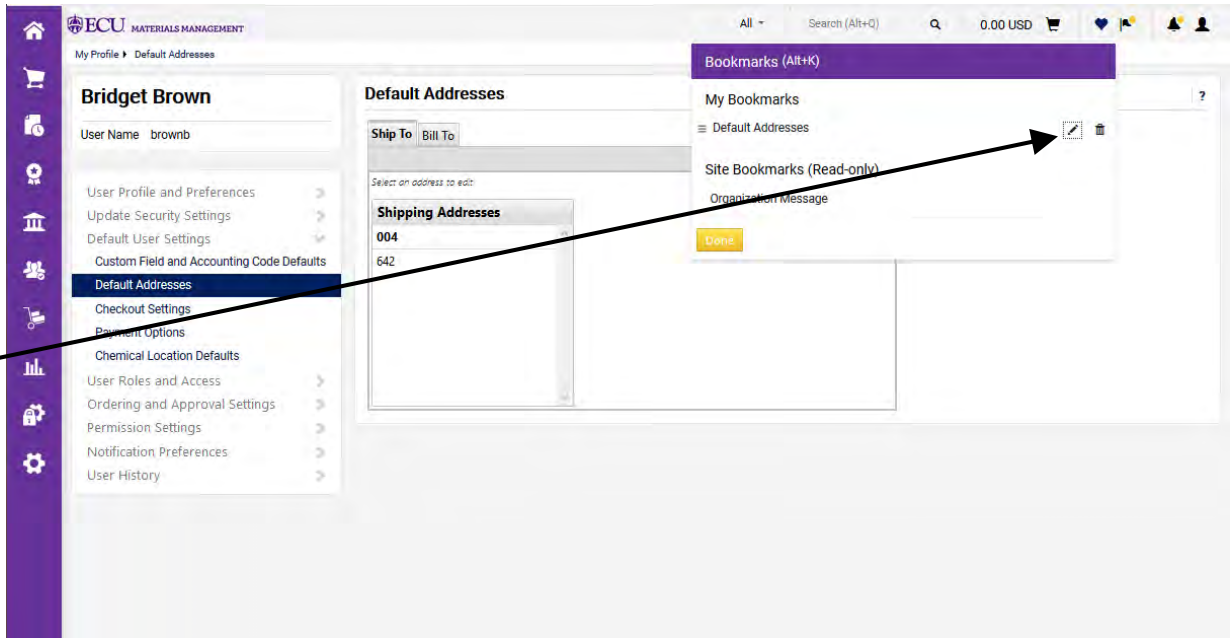 ECU MATERIALS MANAGEMENT
All Search (Alt+Q) 0.00 USD
My Profile Default Addresses
Bookmarks (Alt+K)
Bridget Brown
User Name brownb
User Profile and Preferences
Update Security Settings
Default User Settings
Custom Field and Accounting Code Defaults
Default Addresses
Checkout Settings
Payment Options
Chemical Location Defaults
User Roles and Access
Ordering and Approval Settings
Permission Settings
Notification Preferences
User History
Default Addresses
?
Ship To Bill To
Select an address to edit
Shipping Addresses
004
642
My Bookmarks
Default Addresses
Site Bookmarks (Read-only)
Organization Message
Done